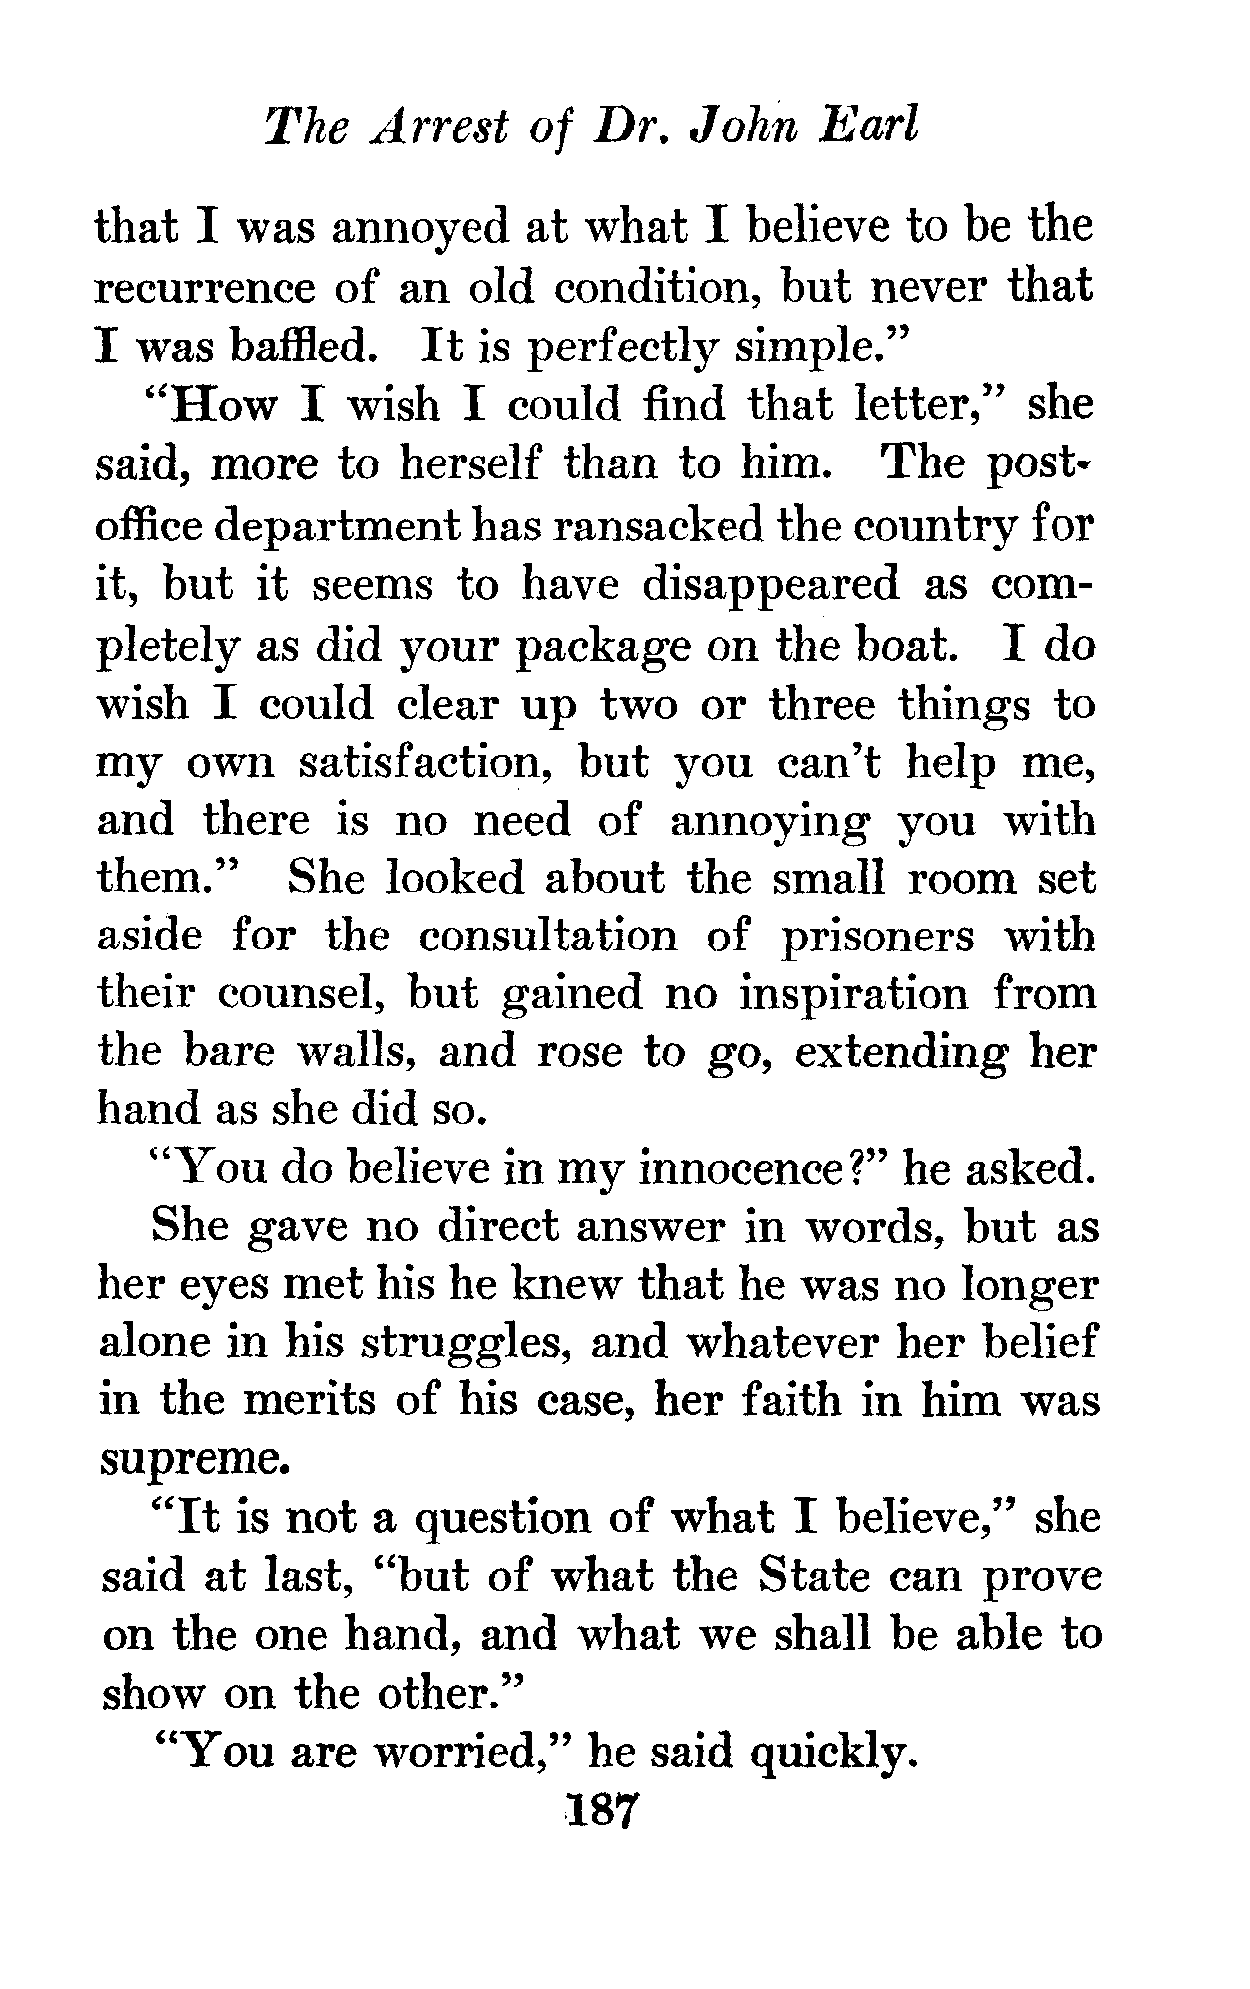 The Arrest of Dr. John Earl
that I was annoyed at what I believe to be the
recurrence of an old condition, but never that
I was baffled. It is perfectly simple."
"How I wish I could find that letter," she
said, more to herself than to him. The post-
office department has ransacked the country for
it, but it seems to have disappeared as com-
pletely as did your package on the boat. I do
wish I could clear up two or three things to
my own satisfaction, but you can't help me,
and there is no need of annoying you with
them." She looked about the small room set
aside for the consultation of prisoners with
their counsel, but gained no inspiration from
the bare walls, and rose to go, extending her
hand as she did so.
"You do believe in my innocence?" he asked.
She gave no direct answer in words, but as
her eyes met his he knew that he was no longer
alone in his struggles, and whatever her belief
in the merits of his case, her faith in him was
supreme.
"It is not a question of what I believe," she
said at last, "but of what the State can prove
on the one hand, and what we shall be able to
show on the other."
"You are worried," he said quickly.
187